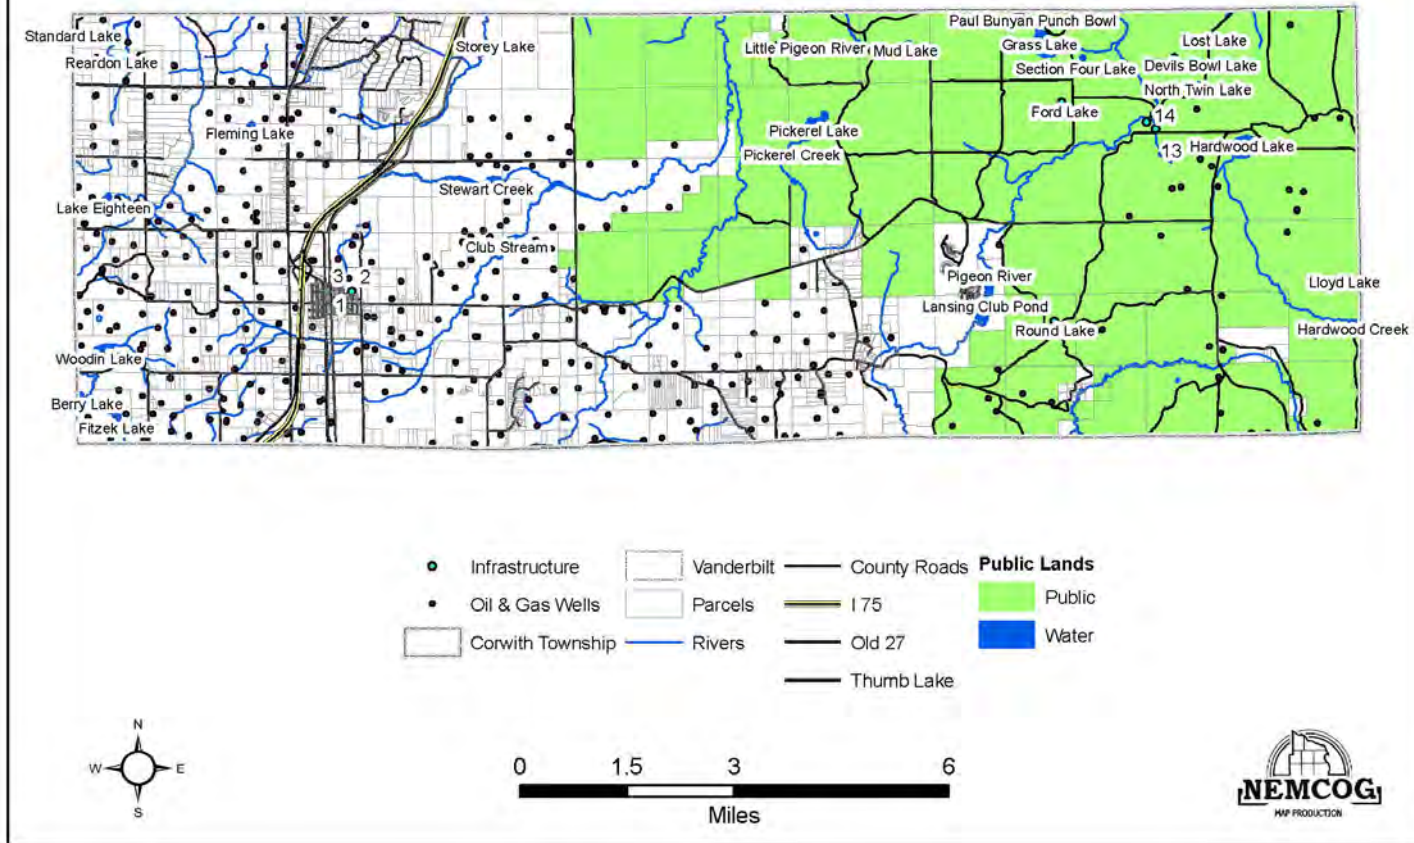 Paul Bunyan Punch Bowl
Standard Lake
Storey Lake
Little Pigeon River
Mud Lake
Grass Lake
Lost Lake
Reardon Lake
Section Four Lake
Devils Bowl Lake
North Twin Lake
Fleming Lake
Pickerel Lake
Ford Lake
14
Pickerel Creek
13
Hardwood Lake
Stewart Creek
Lake Eighteen
Club Stream
3
2
1
Pigeon River
Lloyd Lake
Lansing Club Pond
Round Lake
Hardwood Creek
Woodin Lake
Berry Lake
Fitzek Lake
Infrastructure
Oil & Gas Wells
Corwith Township
Vanderbilt
Parcels
Rivers
County Roads
I 75
Old 27
Thumb Lake
Public Lands
Public
Water
N
W
E
S
0 1.5 3 6
Miles
NEMCOG
MAP PRODUCTION